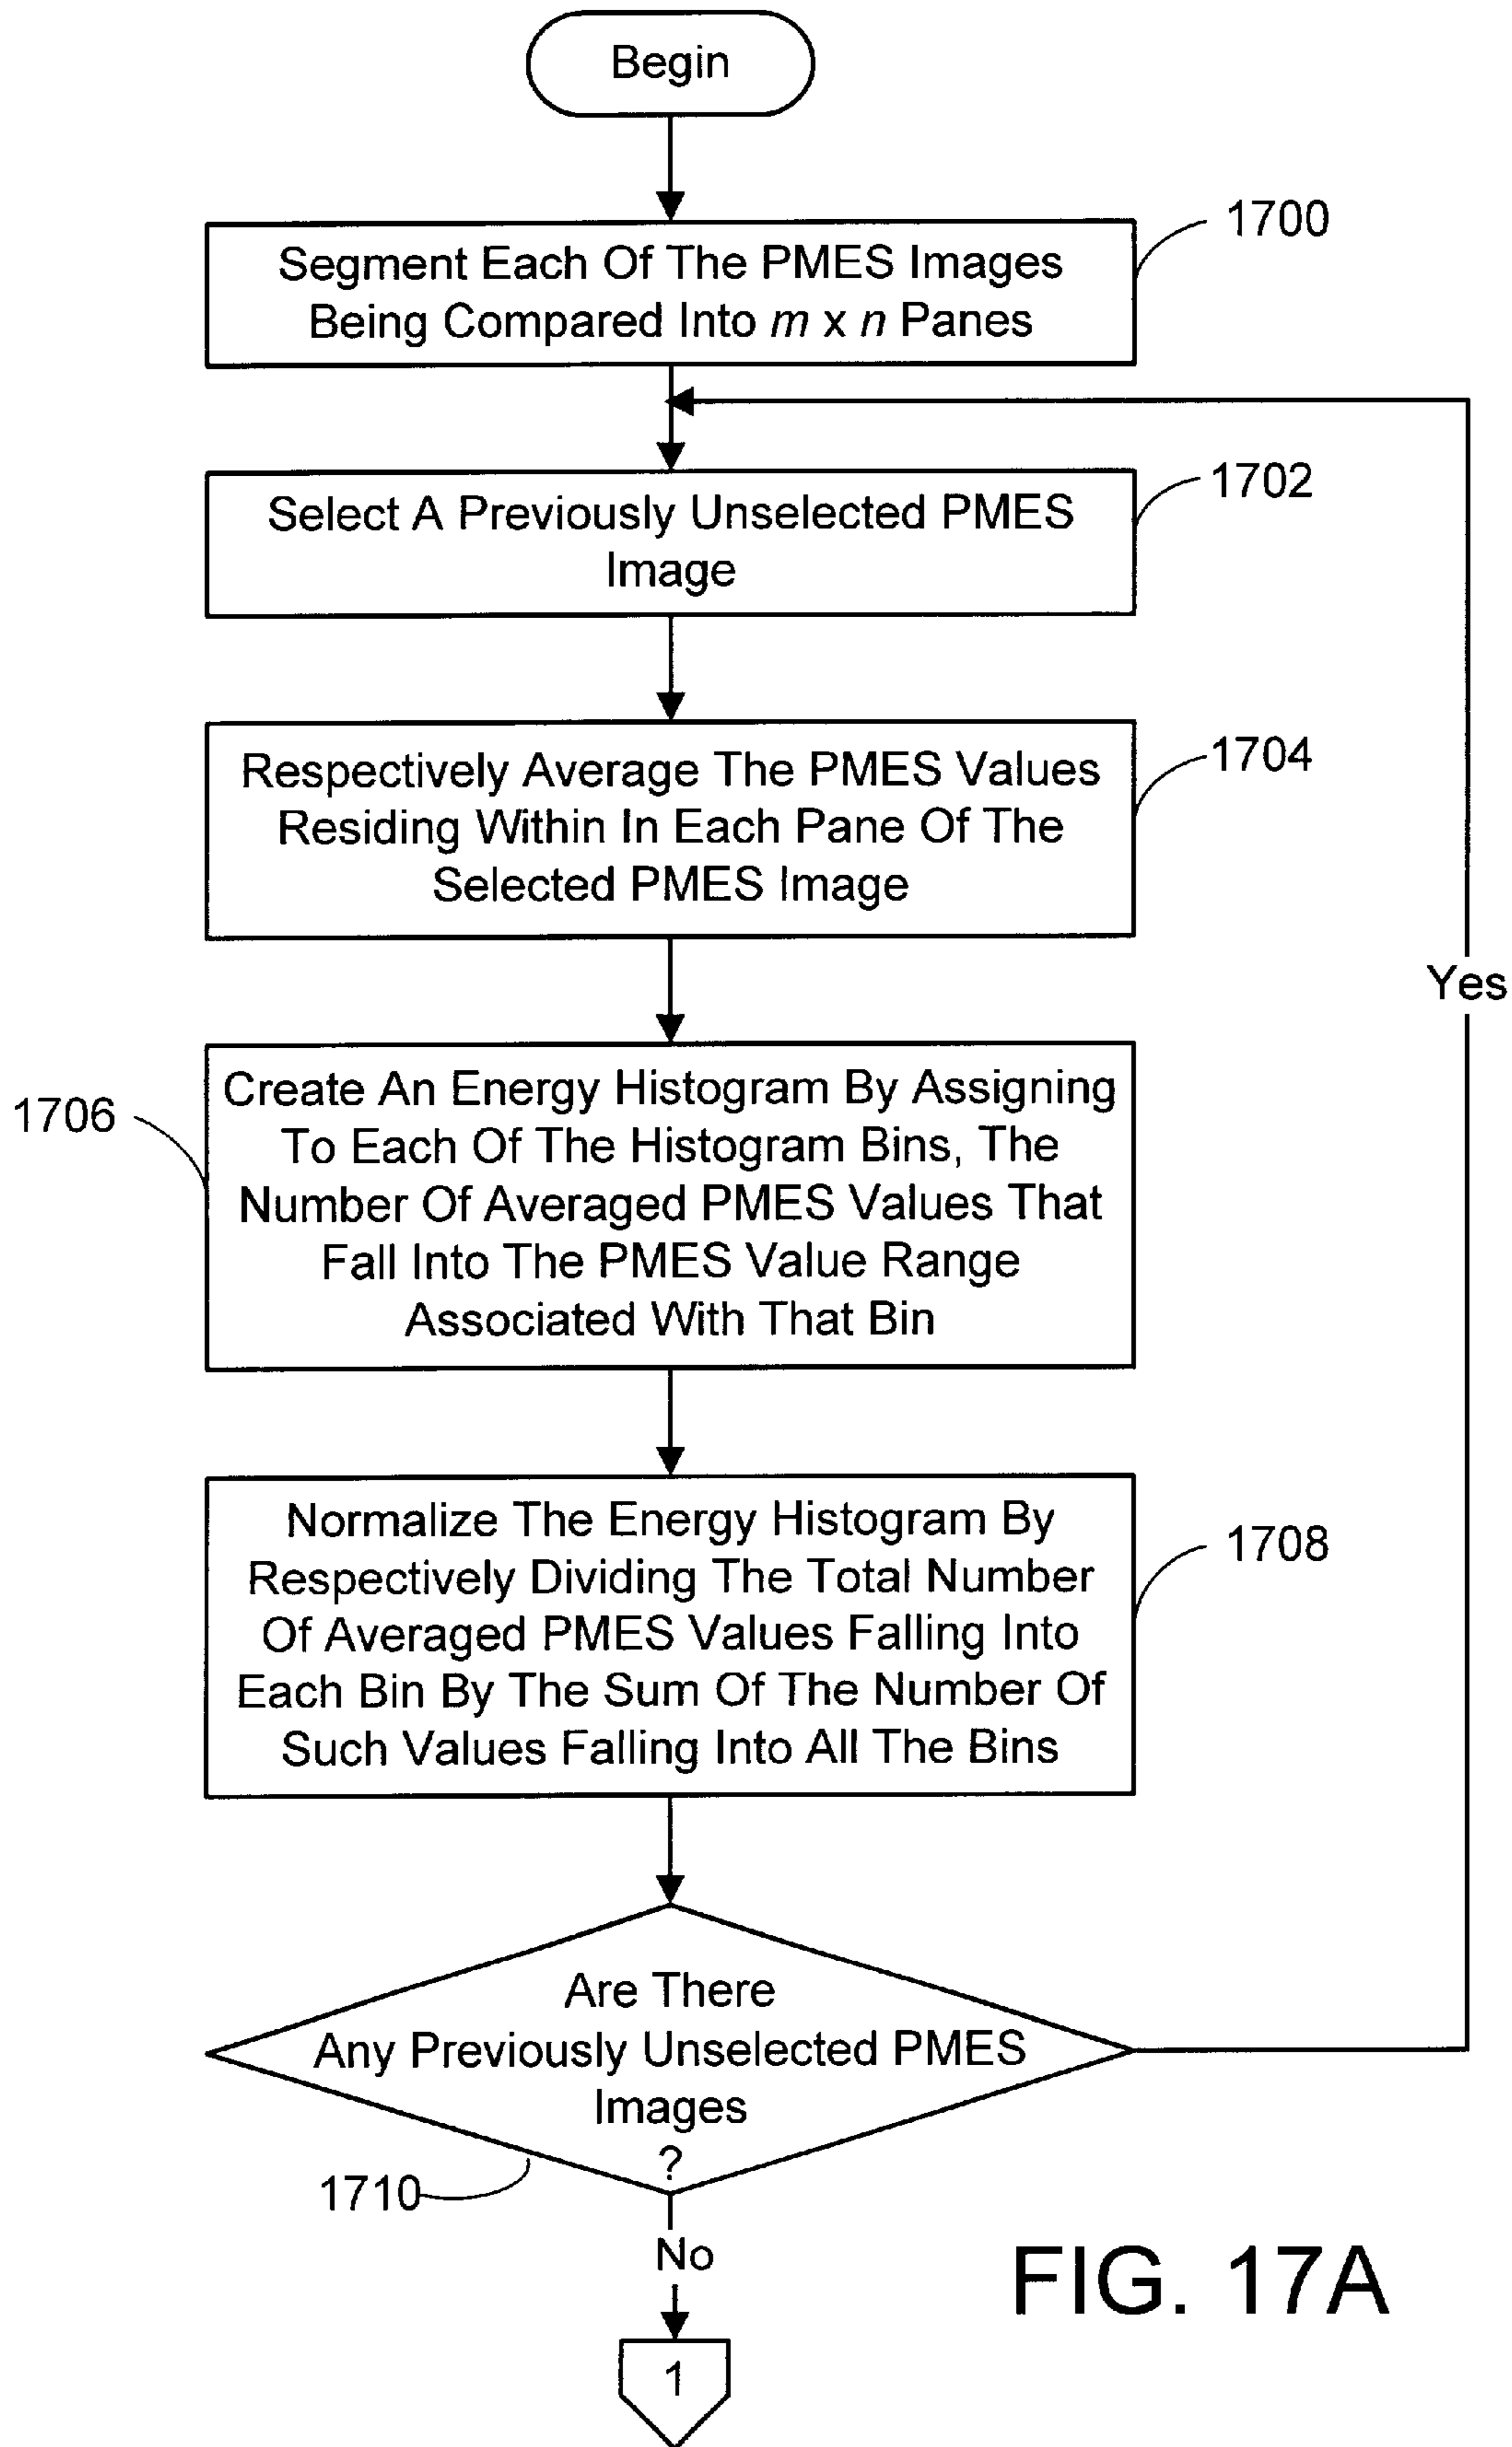 Begin
1700
Segment Each Of The PMES Images
Being Compared Into m x n Panes
1702
Select A Previously Unselected PMES
Image
1704
Respectively Average The PMES Values
Residing Within In Each Pane Of The
Selected PMES Image
Yes
1706
Create An Energy Histogram By Assigning
To Each Of The Histogram Bins, The
Number Of Averaged PMES Values That
Fall Into The PMES Value Range
Associated With That Bin
1708
Normalize The Energy Histogram By
Respectively Dividing The Total Number
Of Averaged PMES Values Falling Into
Each Bin By The Sum Of The Number Of
Such Values Falling Into All The Bins
Are There
Any Previously Unselected PMES
Images
?
1710
No
1
FIG. 17A